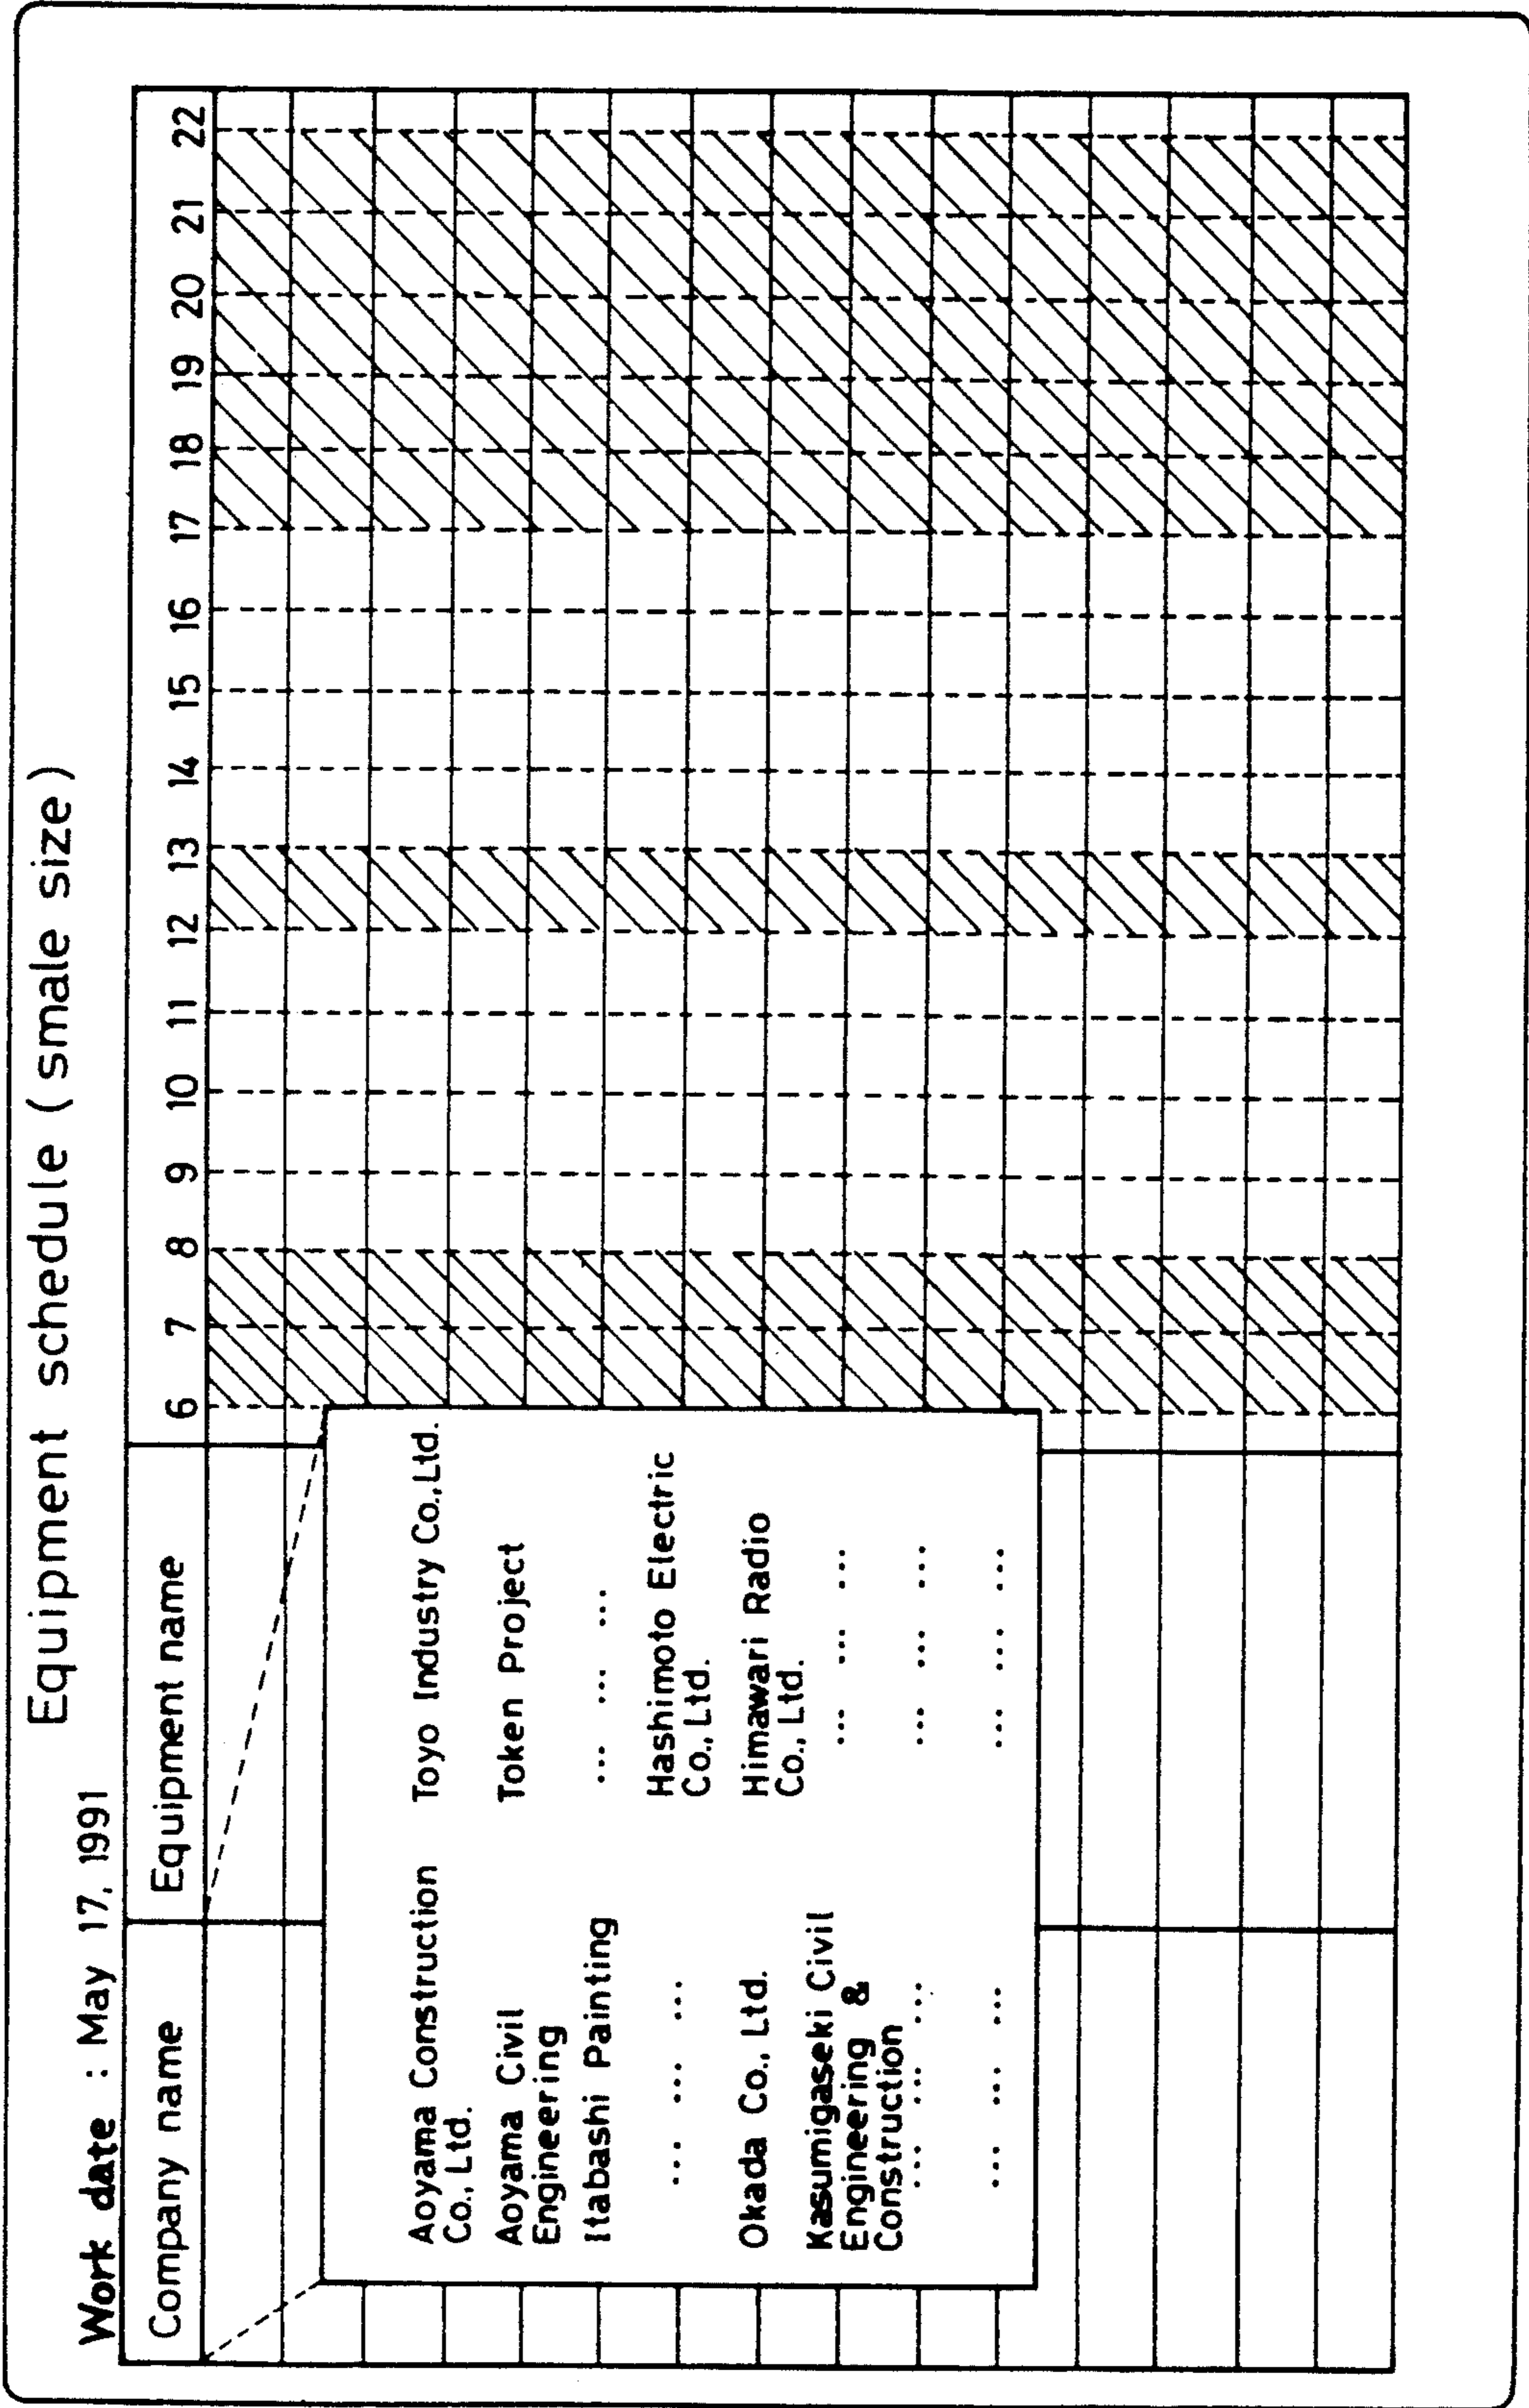 Equipment schedule (smale size)
Work date : May 17, 1991
Company name Equipment name 6 7 8 9 10 11 12 13 14 15 16 17 18 19 20 21 22
Aoyama Construction
Co., Ltd.
Aoyama Civil
Engineering
Itabashi Painting
... ... ...
Okada Co., Ltd.
Kasumigaseki Civil
Engineering &
Construction
... ... ...
... ... ...
Toyo Industry Co., Ltd.
Token Project
... ... ...
Hashimoto Electric
Co., Ltd.
Himawari Radio
Co., Ltd.
... ... ...
... ... ...
... ... ...